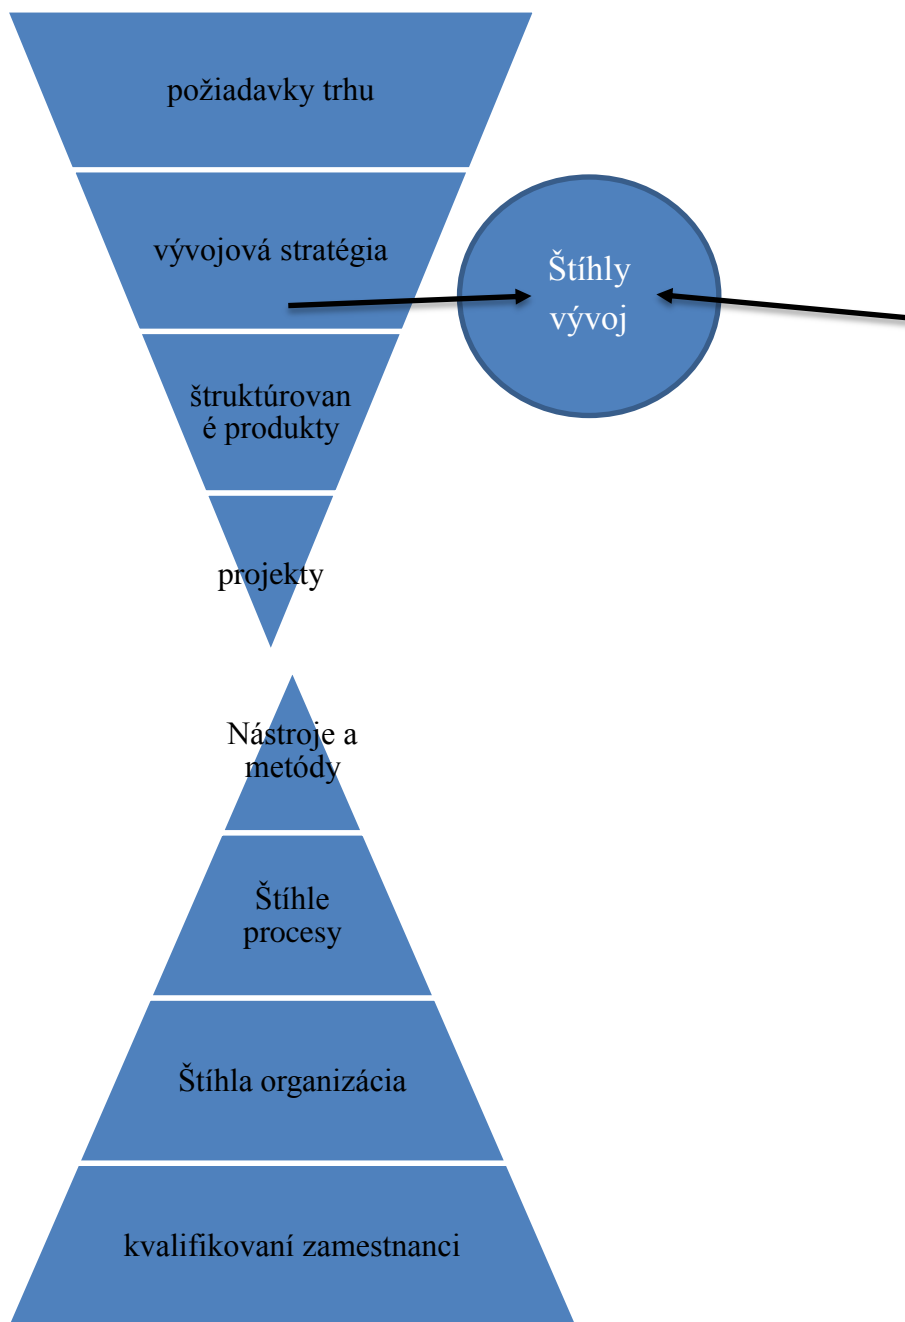 požiadavky trhu
vývojová stratégia
Štíhly
vývoj
štruktúrovan
é produkty
projekty
Nástroje a
metódy
Štíhle
procesy
Štíhla organizácia
kvalifikovaní zamestnanci